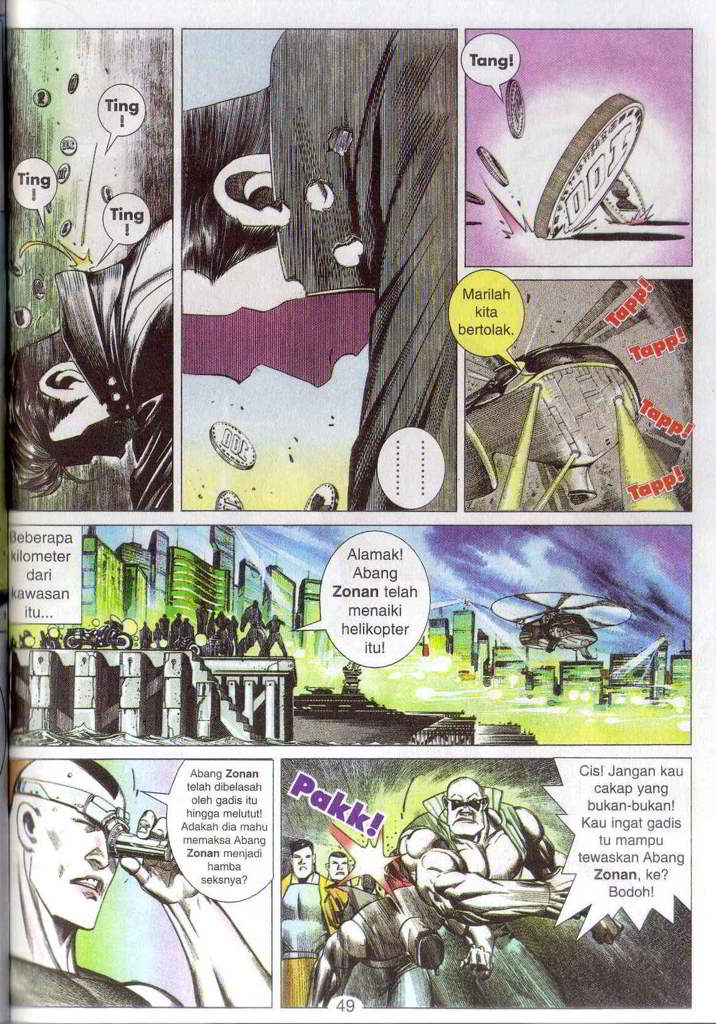 Ting
!
Ting
!
Ting
!
100
Tang!
100
Marilah
kita
bertolak.
Tapp!
Tapp!
Tapp!
Tapp!
Beberapa
kilometer
dari
kawasan
itu...
Alamak!
Abang
Zonan telah
menaiki
helikopter
itu!
Abang Zonan
telah dibelasah
oleh gadis itu
hingga melutut!
Adakah dia mahu
memaksa Abang
Zonan menjadi
hamba
seksnya?
Pakk!
Cis! Jangan kau
cakap yang
bukan-bukan!
Kau ingat gadis
tu mampu
tewaskan Abang
Zonan, ke?
Bodoh!
49